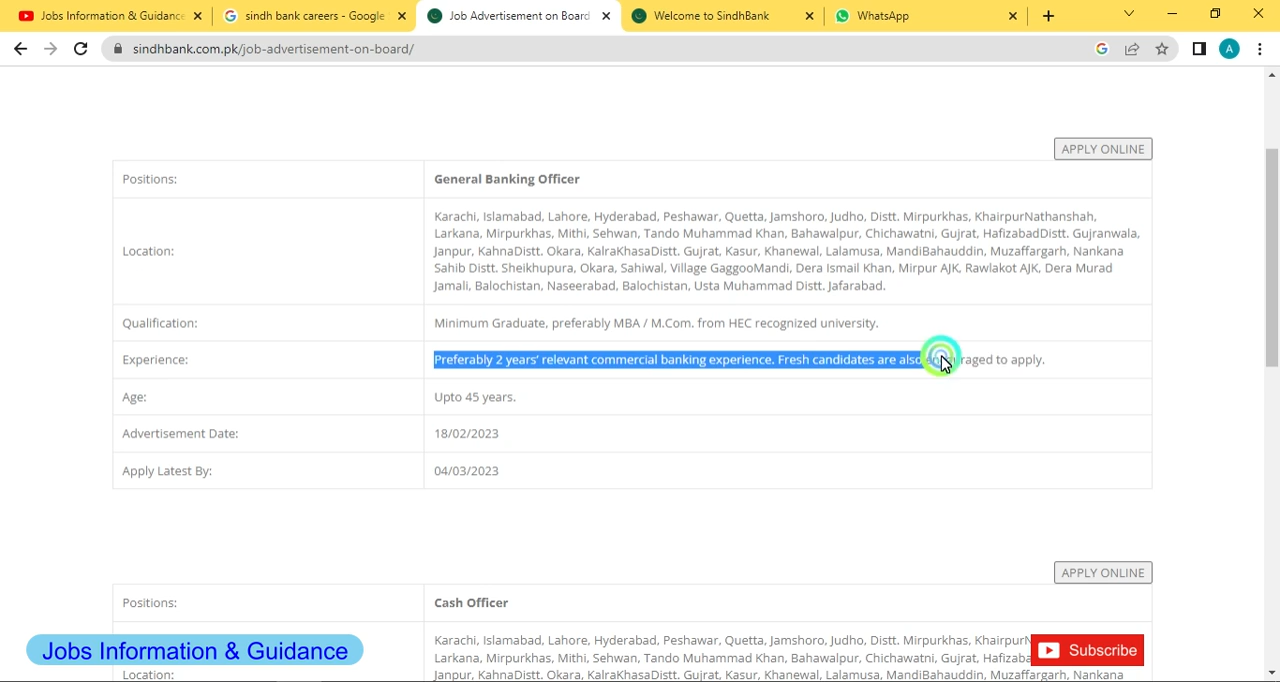 Jobs Information & Guidance
sindh bank careers - Google
Job Advertisement on Board
Welcome to SindhBank
WhatsApp
sindhbank.com.pk/job-advertisement-on-board/
A
APPLY ONLINE
Positions:
General Banking Officer
Location:
Karachi, Islamabad, Lahore, Hyderabad, Peshawar, Quetta, Jamshoro, Judho, Distt. Mirpurkhas, KhairpurNathanshah,
Larkana, Mirpurkhas, Mithi, Sehwan, Tando Muhammad Khan, Bahawalpur, Chichawatni, Gujrat, HafizabadDistt. Gujranwala,
Janpur, KahnaDistt. Okara, KalraKhasaDistt. Gujrat, Kasur, Khanewal, Lalamusa, MandiBahauddin, Muzaffargarh, Nankana
Sahib Distt. Sheikhupura, Okara, Sahiwal, Village GaggooMandi, Dera Ismail Khan, Mirpur AJK, Rawlakot AJK, Dera Murad
Jamali, Balochistan, Naseerabad, Balochistan, Usta Muhammad Distt. Jafarabad.
Qualification:
Minimum Graduate, preferably MBA / M.Com. from HEC recognized university.
Experience:
Preferably 2 years’ relevant commercial banking experience. Fresh candidates are also encouraged to apply.
Age:
Upto 45 years.
Advertisement Date:
18/02/2023
Apply Latest By:
04/03/2023
APPLY ONLINE
Positions:
Cash Officer
Location:
Karachi, Islamabad, Lahore, Hyderabad, Peshawar, Quetta, Jamshoro, Judho, Distt. Mirpurkhas,
Larkana, Mirpurkhas, Mithi, Sehwan, Tando Muhammad Khan, Bahawalpur, Chichawatni, Gujrat,
Janpur, KahnaDistt. Okara, KalraKhasaDistt. Gujrat, Kasur, Khanewal, Lalamusa, MandiBahauddin, Muzaffargarh, Nankana
Jobs Information & Guidance
Subscribe